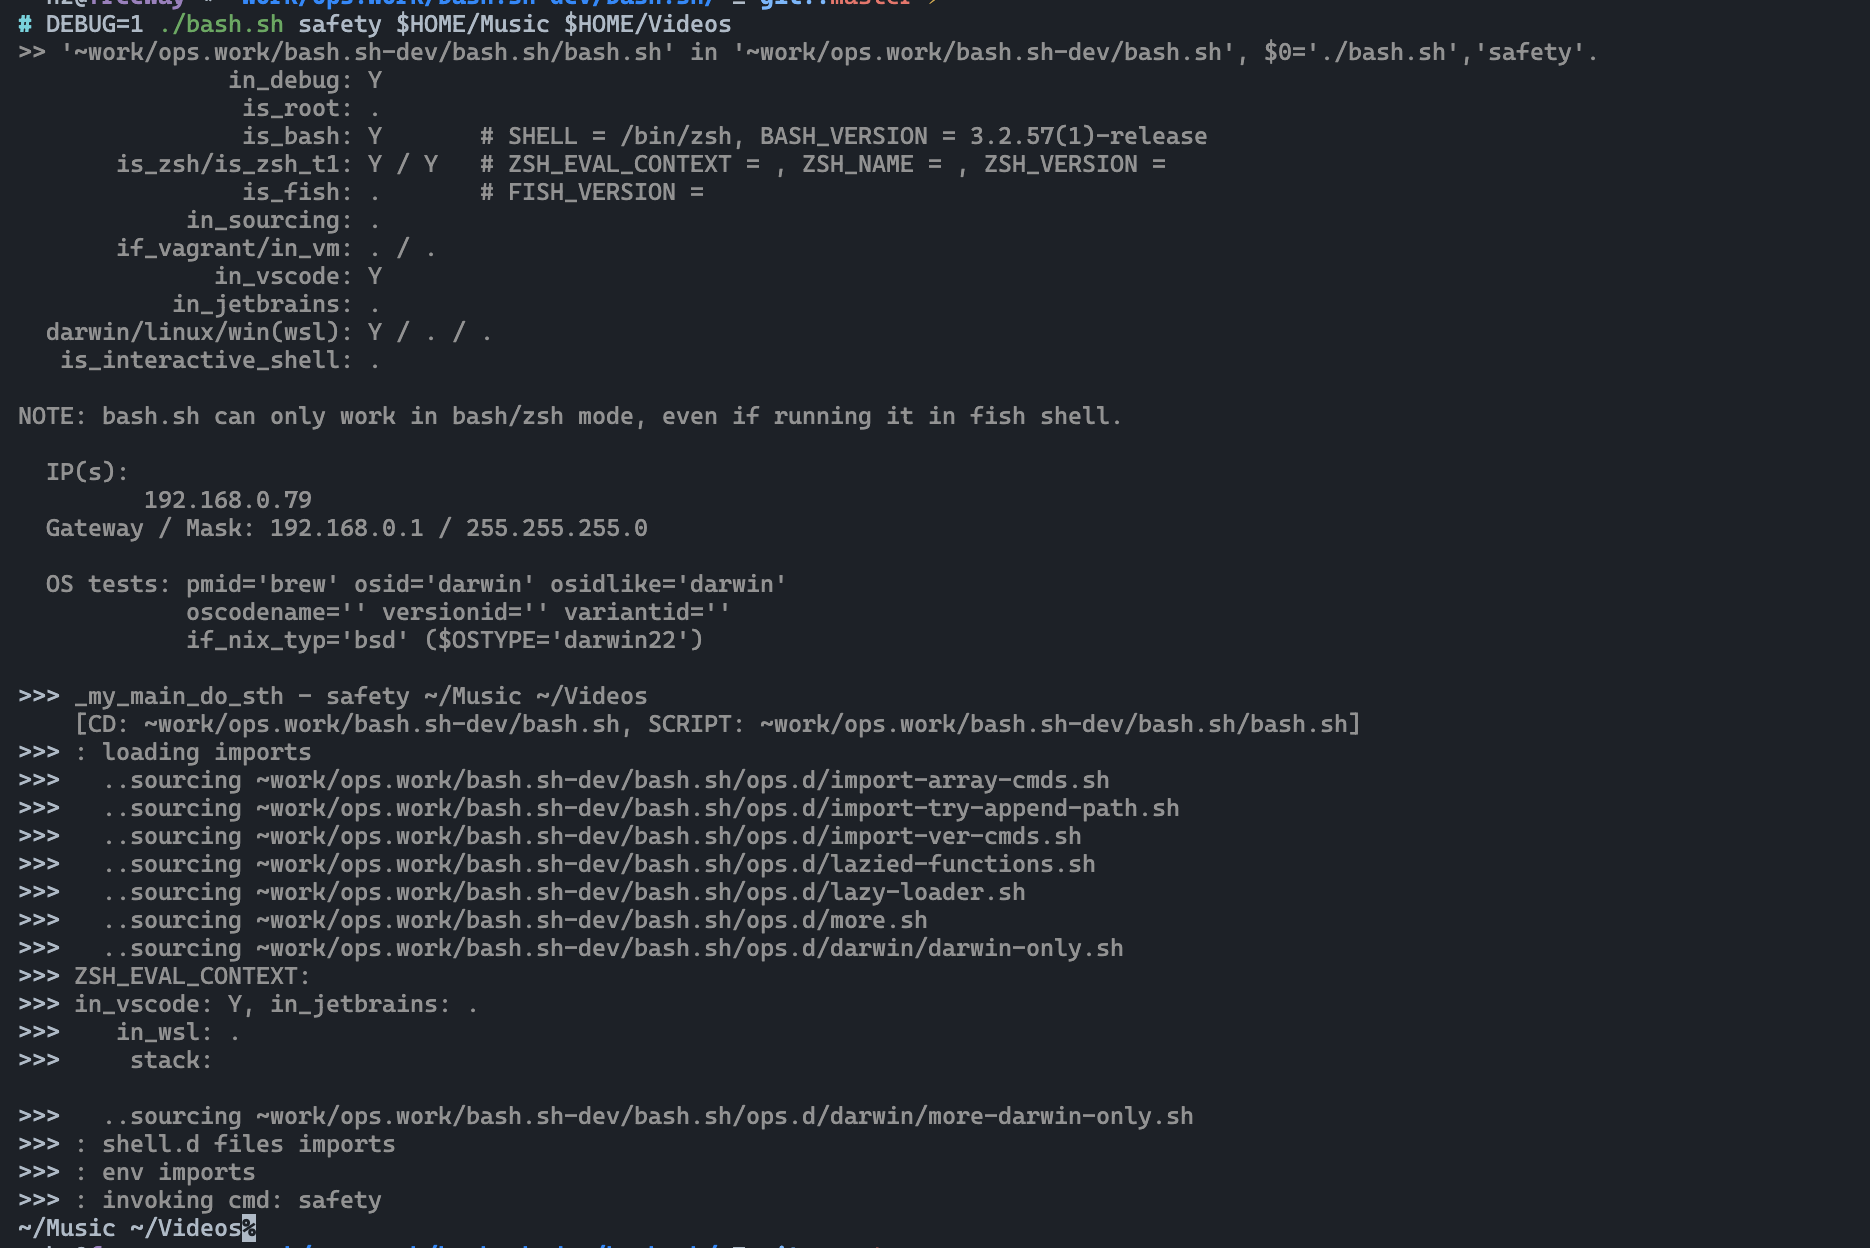 # DEBUG=1 ./bash.sh safety $HOME/Music $HOME/Videos
>> '~work/ops.work/bash.sh-dev/bash.sh/bash.sh' in '~work/ops.work/bash.sh-dev/bash.sh', $0='./bash.sh','safety'.
in_debug: Y
is_root: .
is_bash: Y # SHELL = /bin/zsh, BASH_VERSION = 3.2.57(1)-release
is_zsh/is_zsh_t1: Y / Y # ZSH_EVAL_CONTEXT = , ZSH_NAME = , ZSH_VERSION =
is_fish: . # FISH_VERSION =
in_sourcing: .
if_vagrant/in_vm: . / .
in_vscode: Y
in_jetbrains: .
darwin/linux/win(wsl): Y / . / .
is_interactive_shell: .
NOTE: bash.sh can only work in bash/zsh mode, even if running it in fish shell.
IP(s):
192.168.0.79
Gateway / Mask: 192.168.0.1 / 255.255.255.0
OS tests: pmid='brew' osid='darwin' osidlike='darwin'
oscodename='' versionid='' variantid=''
if_nix_typ='bsd' ($OSTYPE='darwin22')
>>> _my_main_do_sth - safety ~/Music ~/Videos
[CD: ~work/ops.work/bash.sh-dev/bash.sh, SCRIPT: ~work/ops.work/bash.sh-dev/bash.sh/bash.sh]
>>> : loading imports
>>> ..sourcing ~work/ops.work/bash.sh-dev/bash.sh/ops.d/import-array-cmds.sh
>>> ..sourcing ~work/ops.work/bash.sh-dev/bash.sh/ops.d/import-try-append-path.sh
>>> ..sourcing ~work/ops.work/bash.sh-dev/bash.sh/ops.d/import-ver-cmds.sh
>>> ..sourcing ~work/ops.work/bash.sh-dev/bash.sh/ops.d/lazied-functions.sh
>>> ..sourcing ~work/ops.work/bash.sh-dev/bash.sh/ops.d/lazy-loader.sh
>>> ..sourcing ~work/ops.work/bash.sh-dev/bash.sh/ops.d/more.sh
>>> ..sourcing ~work/ops.work/bash.sh-dev/bash.sh/ops.d/darwin/darwin-only.sh
>>> ZSH_EVAL_CONTEXT:
>>> in_vscode: Y, in_jetbrains: .
>>> in_wsl: .
>>> stack:
>>> ..sourcing ~work/ops.work/bash.sh-dev/bash.sh/ops.d/darwin/more-darwin-only.sh
>>> : shell.d files imports
>>> : env imports
>>> : invoking cmd: safety
~/Music ~/Videos%